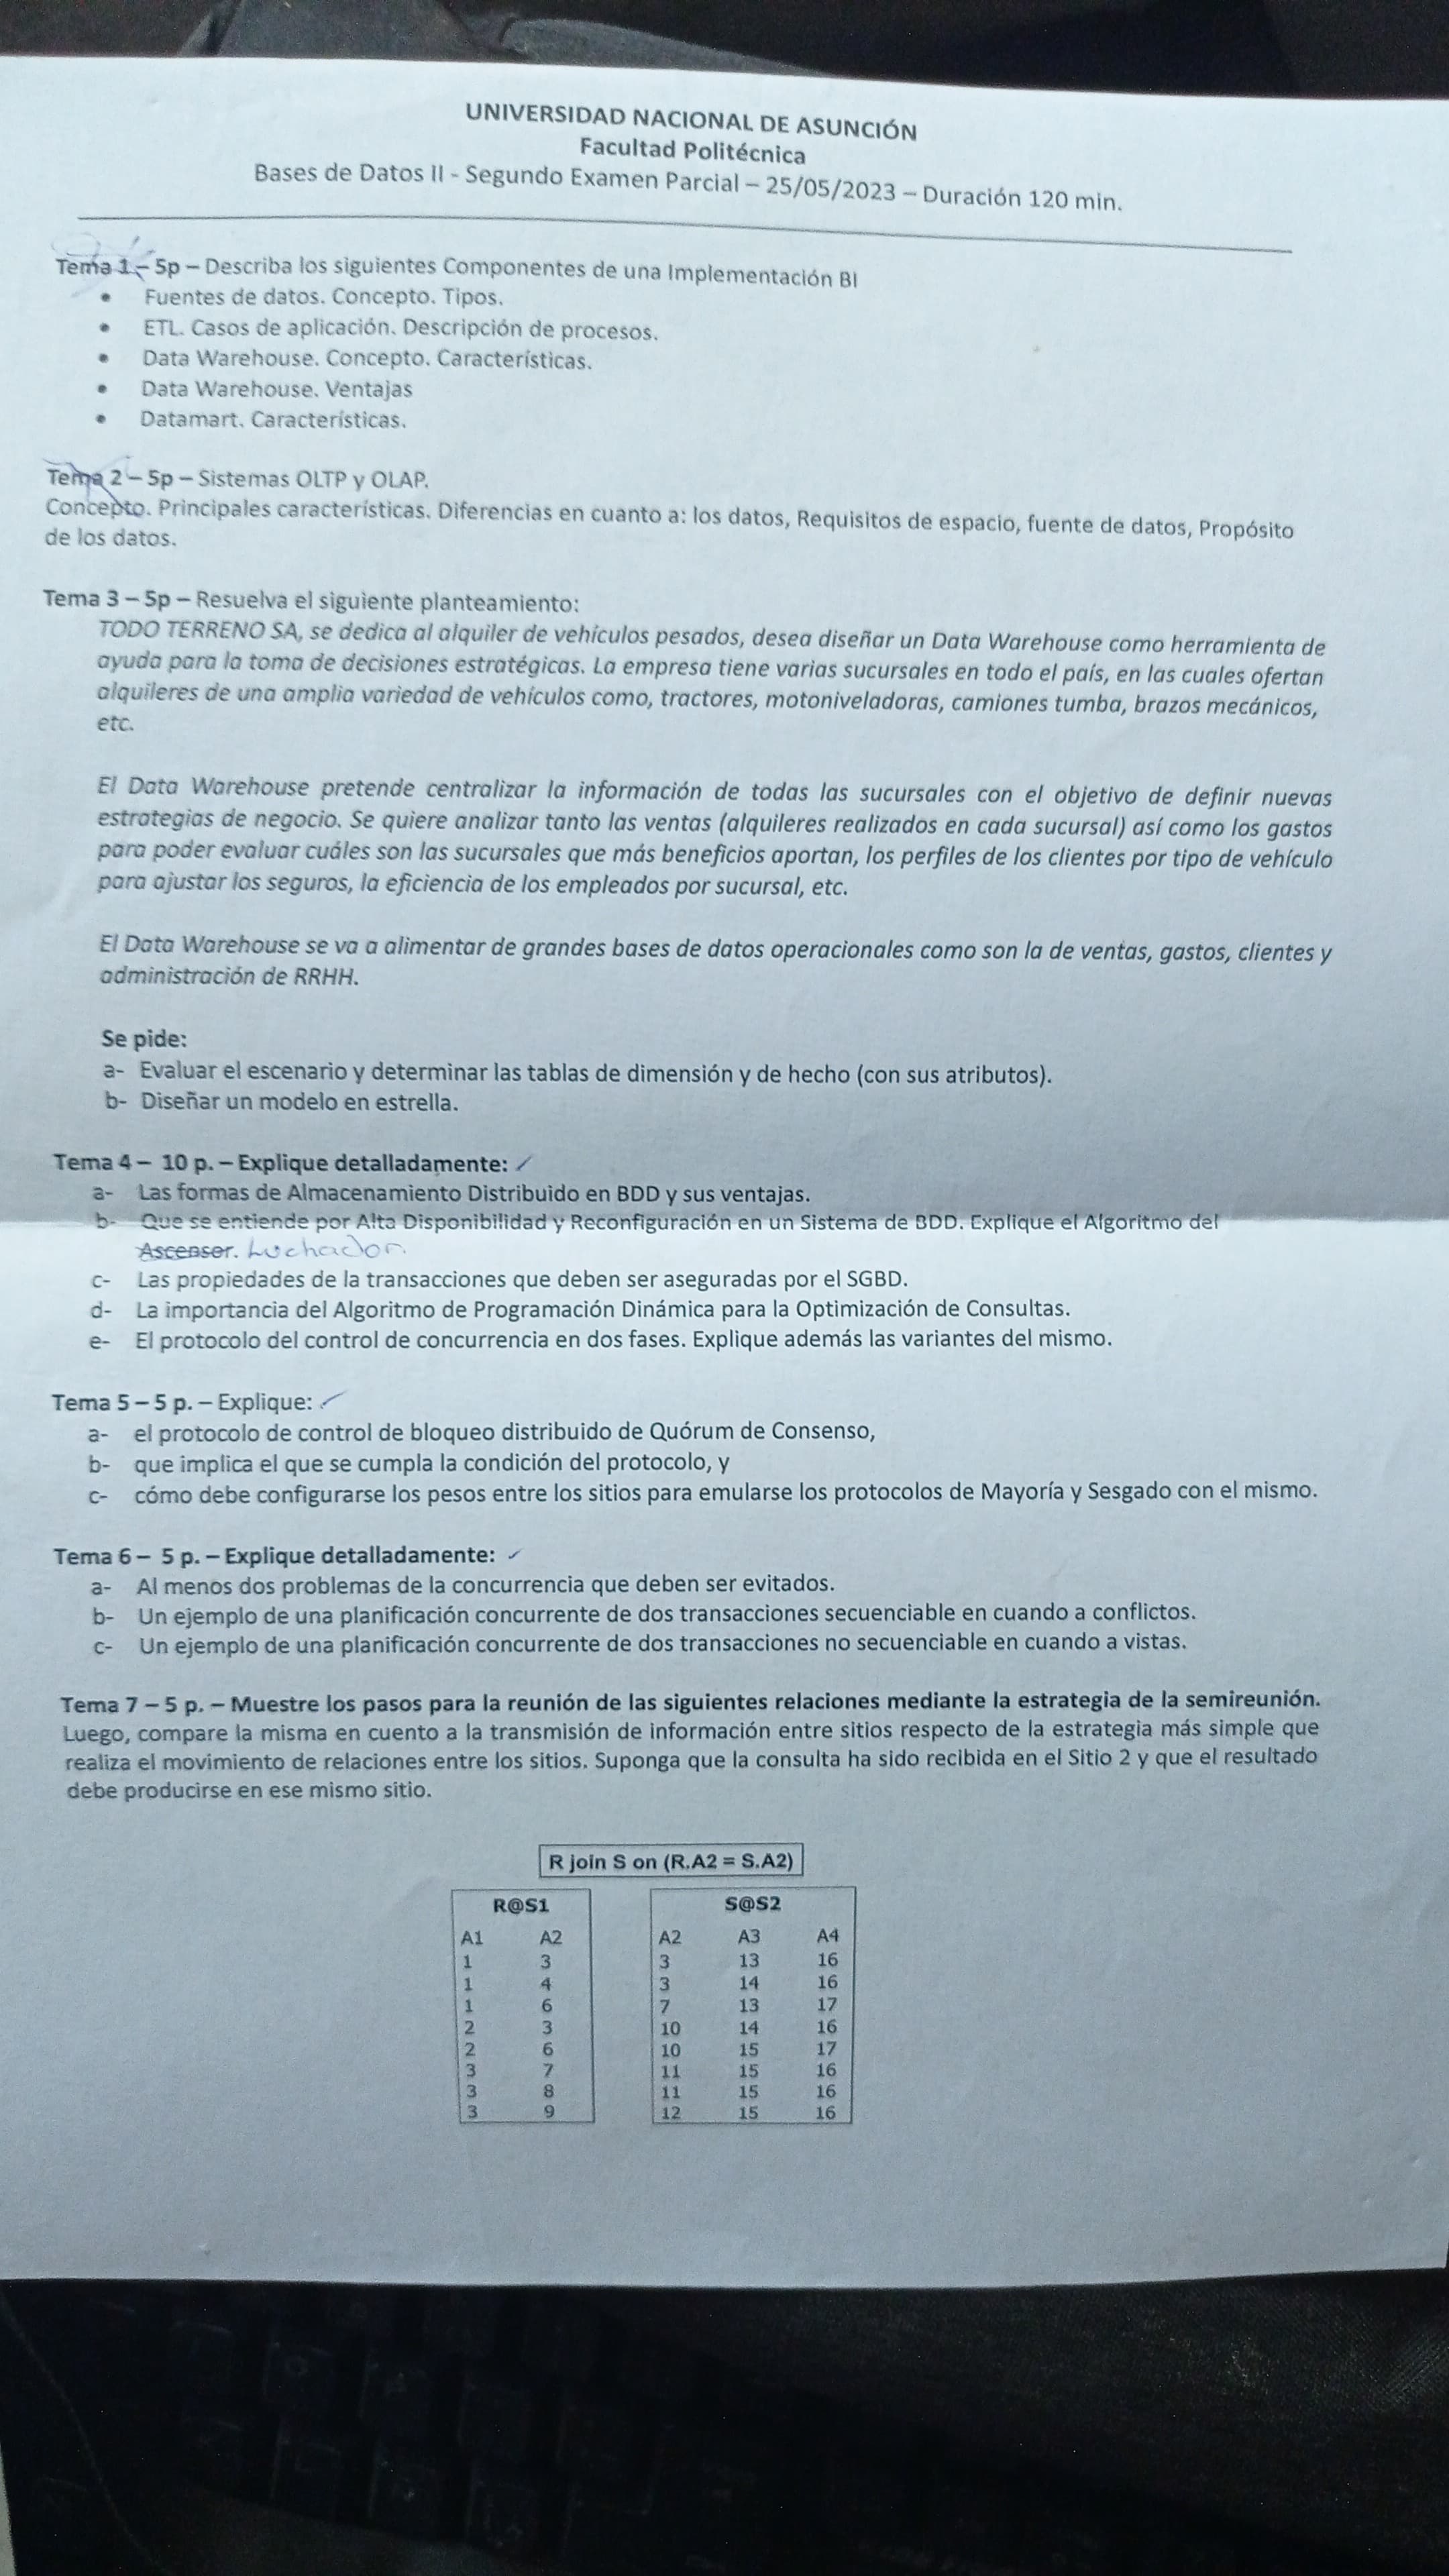 UNIVERSIDAD NACIONAL DE ASUNCIÓN
Facultad Politécnica
Bases de Datos II - Segundo Examen Parcial – 25/05/2023 – Duración 120 min.
Tema 1 – 5p – Describa los siguientes Componentes de una Implementación BI
• Fuentes de datos. Concepto. Tipos.
• ETL. Casos de aplicación. Descripción de procesos.
• Data Warehouse. Concepto. Características.
• Data Warehouse. Ventajas
• Datamart. Características.
Tema 2 – 5p – Sistemas OLTP y OLAP.
Concepto. Principales características. Diferencias en cuanto a: los datos, Requisitos de espacio, fuente de datos, Propósito
de los datos.
Tema 3 – 5p – Resuelva el siguiente planteamiento:
TODO TERRENO SA, se dedica al alquiler de vehículos pesados, desea diseñar un Data Warehouse como herramienta de
ayuda para la toma de decisiones estratégicas. La empresa tiene varias sucursales en todo el país, en las cuales ofertan
alquileres de una amplia variedad de vehículos como, tractores, motoniveladoras, camiones tumba, brazos mecánicos,
etc.
El Data Warehouse pretende centralizar la información de todas las sucursales con el objetivo de definir nuevas
estrategias de negocio. Se quiere analizar tanto las ventas (alquileres realizados en cada sucursal) así como los gastos
para poder evaluar cuáles son las sucursales que más beneficios aportan, los perfiles de los clientes por tipo de vehículo
para ajustar los seguros, la eficiencia de los empleados por sucursal, etc.
El Data Warehouse se va a alimentar de grandes bases de datos operacionales como son la de ventas, gastos, clientes y
administración de RRHH.
Se pide:
a- Evaluar el escenario y determinar las tablas de dimensión y de hecho (con sus atributos).
b- Diseñar un modelo en estrella.
Tema 4 – 10 p. – Explique detalladamente:
a- Las formas de Almacenamiento Distribuido en BDD y sus ventajas.
b- Que se entiende por Alta Disponibilidad y Reconfiguración en un Sistema de BDD. Explique el Algoritmo del
Ascensor. Luchador.
c- Las propiedades de la transacciones que deben ser aseguradas por el SGBD.
d- La importancia del Algoritmo de Programación Dinámica para la Optimización de Consultas.
e- El protocolo del control de concurrencia en dos fases. Explique además las variantes del mismo.
Tema 5 – 5 p. – Explique:
a- el protocolo de control de bloqueo distribuido de Quórum de Consenso,
b- que implica el que se cumpla la condición del protocolo, y
c- cómo debe configurarse los pesos entre los sitios para emularse los protocolos de Mayoría y Sesgado con el mismo.
Tema 6 – 5 p. – Explique detalladamente:
a- Al menos dos problemas de la concurrencia que deben ser evitados.
b- Un ejemplo de una planificación concurrente de dos transacciones secuenciable en cuando a conflictos.
c- Un ejemplo de una planificación concurrente de dos transacciones no secuenciable en cuando a vistas.
Tema 7 – 5 p. – Muestre los pasos para la reunión de las siguientes relaciones mediante la estrategia de la semireunión.
Luego, compare la misma en cuento a la transmisión de información entre sitios respecto de la estrategia más simple que
realiza el movimiento de relaciones entre los sitios. Suponga que la consulta ha sido recibida en el Sitio 2 y que el resultado
debe producirse en ese mismo sitio.
R join S on (R.A2 = S.A2)
R@S1 S@S2
A1 A2 A2 A3 A4
1 3 3 13 16
1 4 3 14 16
1 6 7 13 17
2 3 10 14 16
2 6 10 15 17
3 7 11 15 16
3 8 11 15 16
3 9 12 15 16